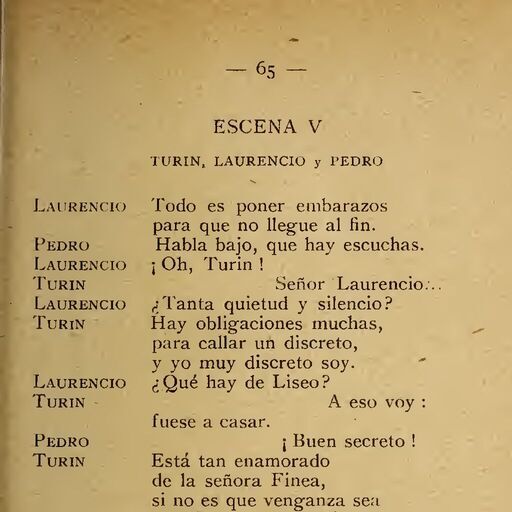 — 65 —
ESCENA V
TURIN, LAURENCIO y PEDRO
LAURENCIO Todo es poner embarazos
para que no llegue al fin.
PEDRO Habla bajo, que hay escuchas.
LAURENCIO ¡Oh, Turin!
TURIN Señor Laurencio...
LAURENCIO ¿Tanta quietud y silencio?
TURIN Hay obligaciones muchas,
para callar un discreto,
y yo muy discreto soy.
LAURENCIO ¿Qué hay de Liseo?
TURIN A eso voy:
fuese a casar.
PEDRO ¡Buen secreto!
TURIN Está tan enamorado
de la señora Finea,
si no es que venganza sea